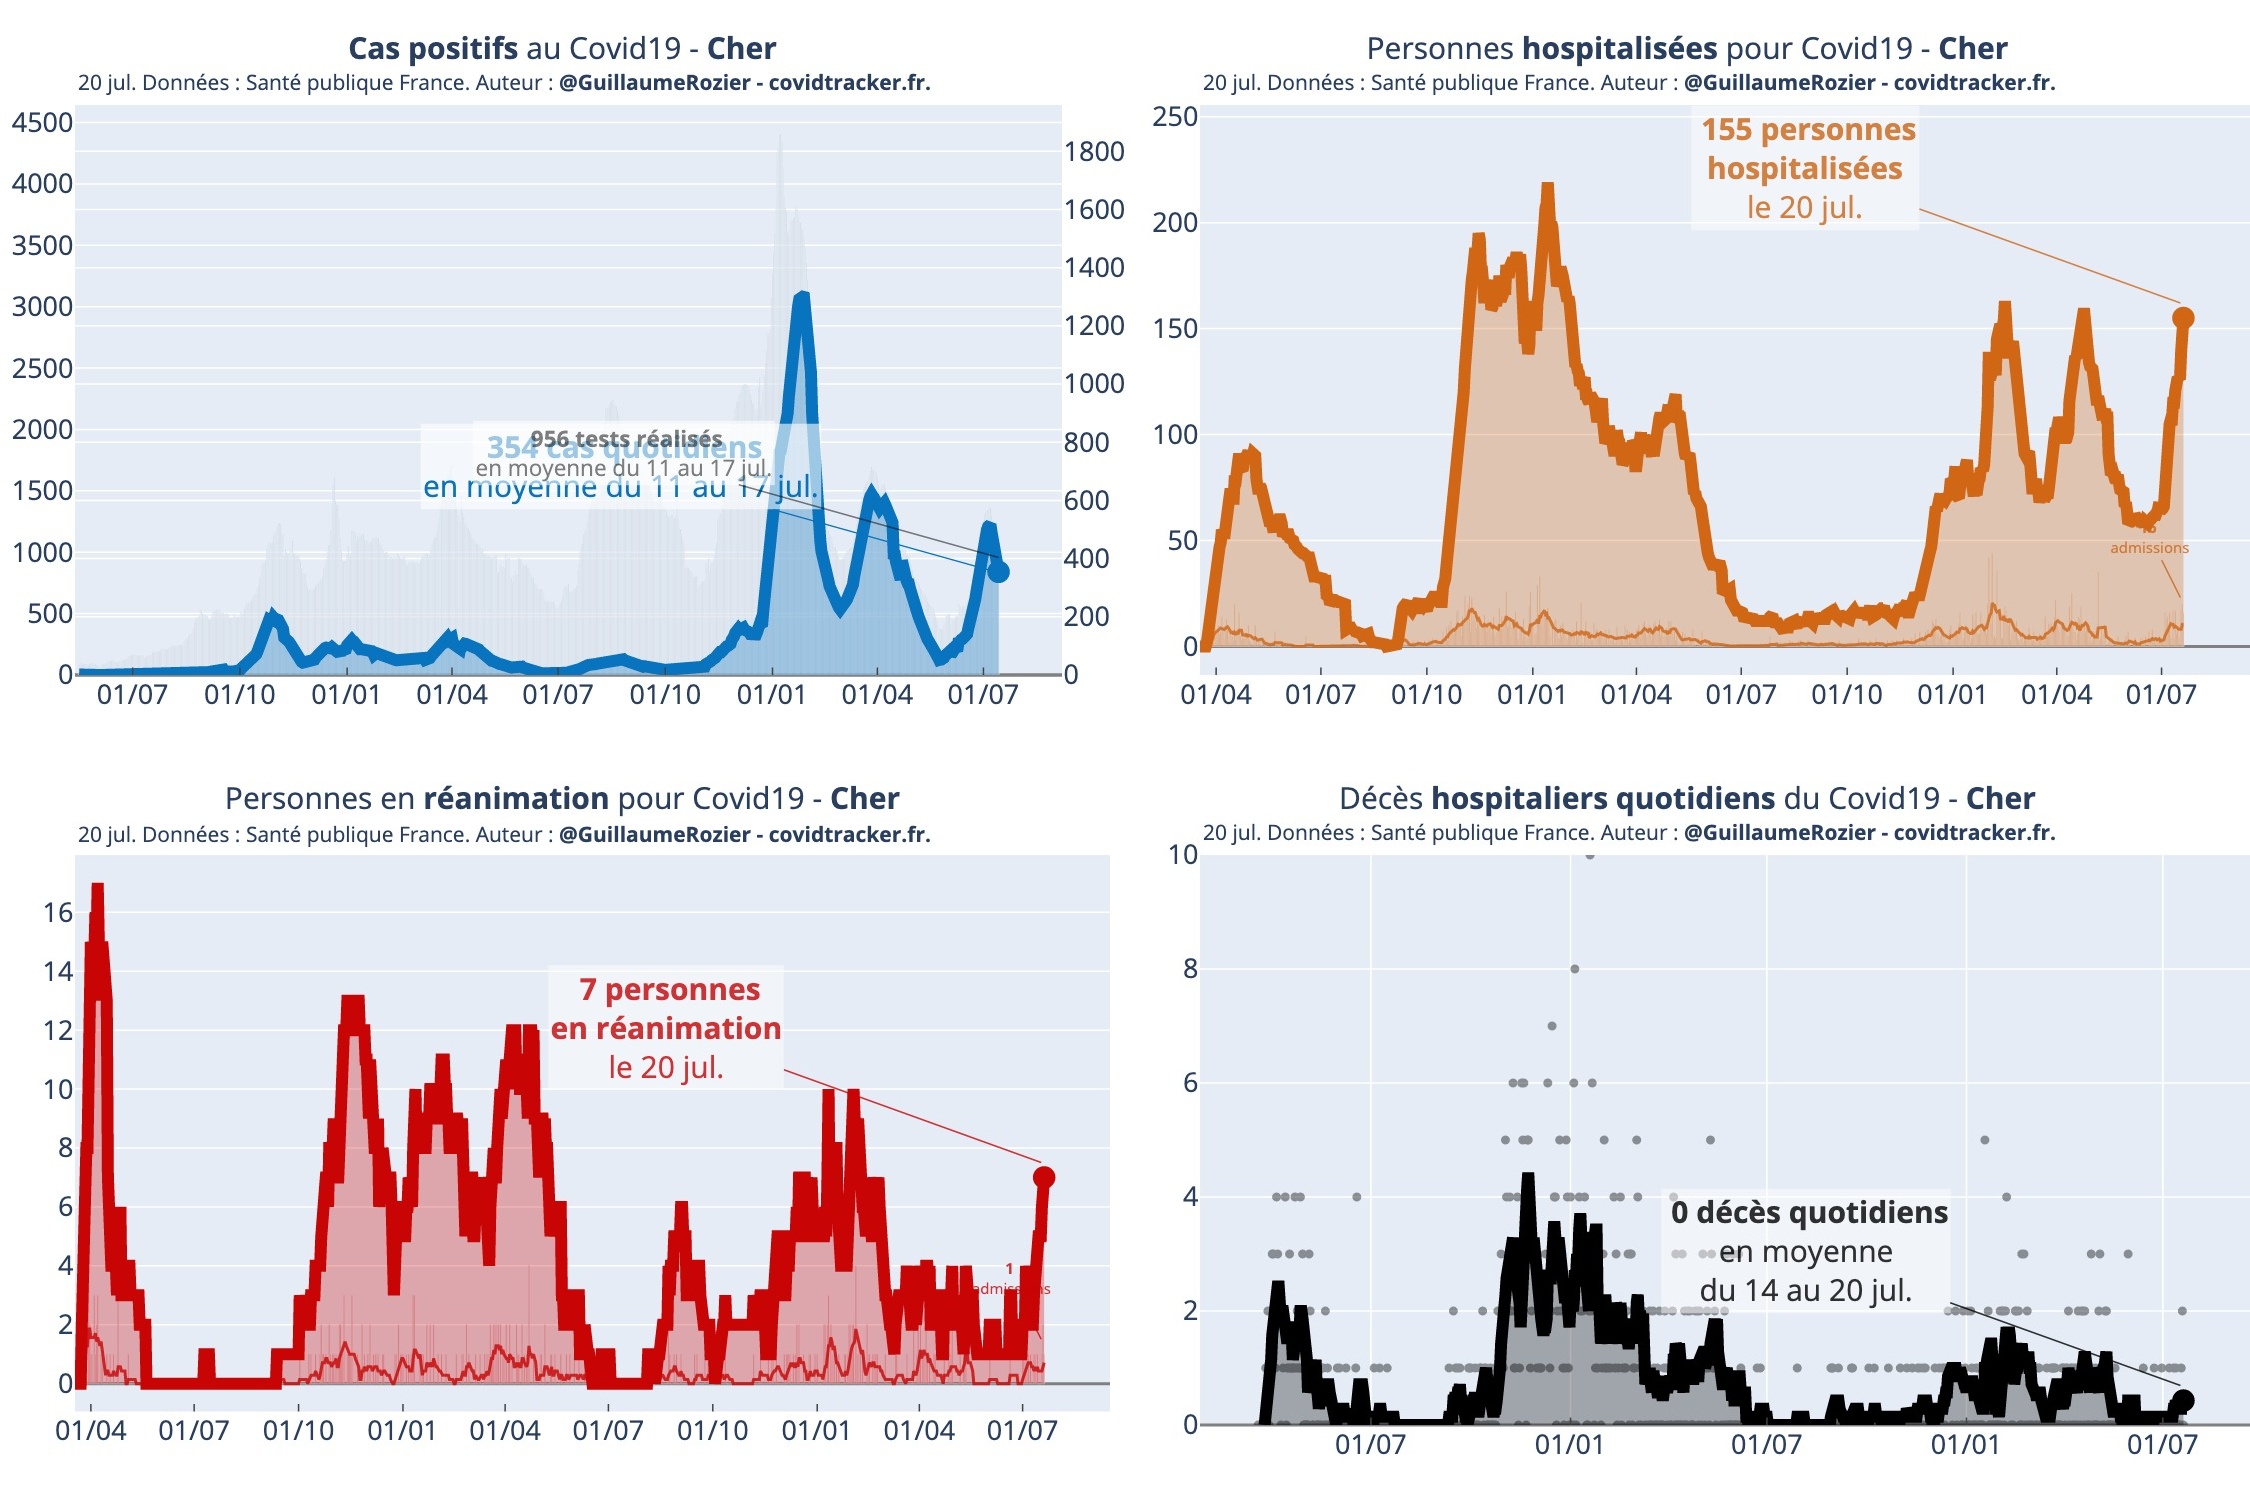 Cas positifs au Covid19 - Cher
20 jul. Données : Santé publique France. Auteur : @GuillaumeRozier - covidtracker.fr.
4500
4000
3500
3000
2500
2000
1500
1000
500
0
1800
1600
1400
1200
1000
800
600
400
200
0
956 tests réalisés
en moyenne du 11 au 17 jul.
354 cas quotidiens
en moyenne du 11 au 17 jul.
01/07 01/10 01/01 01/04 01/07 01/10 01/01 01/04 01/07
Personnes hospitalisées pour Covid19 - Cher
20 jul. Données : Santé publique France. Auteur : @GuillaumeRozier - covidtracker.fr.
250
200
150
100
50
0
155 personnes
hospitalisées
le 20 jul.
admissions
01/04 01/07 01/10 01/01 01/04 01/07 01/10 01/01 01/04 01/07
Personnes en réanimation pour Covid19 - Cher
20 jul. Données : Santé publique France. Auteur : @GuillaumeRozier - covidtracker.fr.
16
14
12
10
8
6
4
2
0
7 personnes
en réanimation
le 20 jul.
1
admissions
01/04 01/07 01/10 01/01 01/04 01/07 01/10 01/01 01/04 01/07
Décès hospitaliers quotidiens du Covid19 - Cher
20 jul. Données : Santé publique France. Auteur : @GuillaumeRozier - covidtracker.fr.
10
8
6
4
2
0
0 décès quotidiens
en moyenne
du 14 au 20 jul.
01/07 01/01 01/07 01/01 01/07